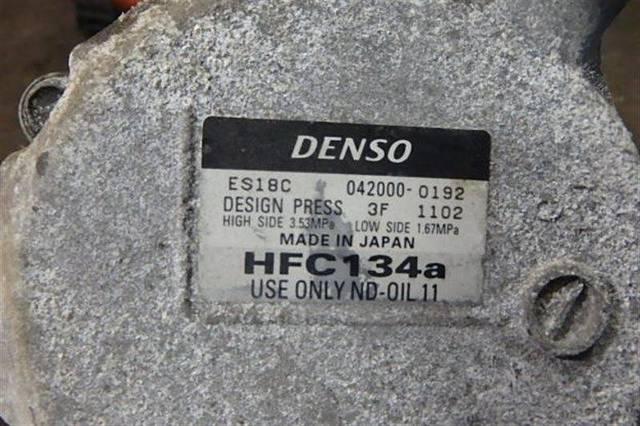 DENSO
ES18C 042000-0192
DESIGN PRESS 3F 1102
HIGH SIDE 3.53MPa LOW SIDE 1.67MPa
MADE IN JAPAN
HFC134a
USE ONLY ND-OIL 11